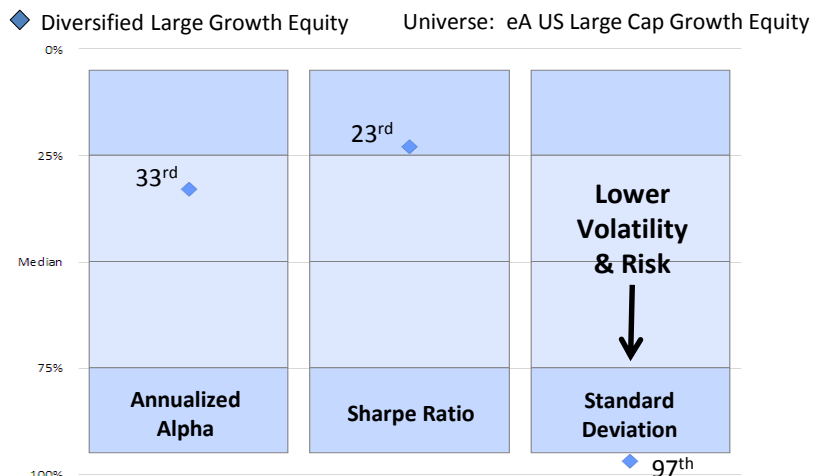 Diversified Large Growth Equity Universe: eA US Large Cap Growth Equity
0%
23rd
25%
33rd
Lower
Volatility
& Risk
Median
75%
Annualized
Alpha
Sharpe Ratio
Standard
Deviation
97th
100%